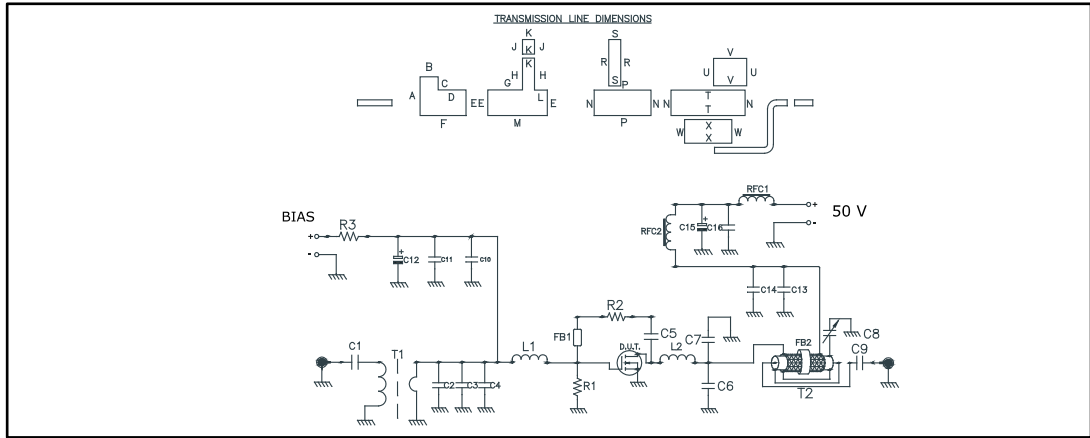 TRANSMISSION LINE DIMENSIONS
K
J K J
K
B
C
A D
G H H
EE L E
F
M
S
R R
S P
N N
P
V
U U
V
N T N
T
W X W
X
RFC1
+
50 V
-
RFC2
C15 + C16
BIAS
R3
+
-
+
C12
C11
C10
C14
C13
R2
FB1
C5
C7
D.U.T.
L1
L2
FB2
C8
C9
C1
T1
C2
C3
C4
R1
C6
T2